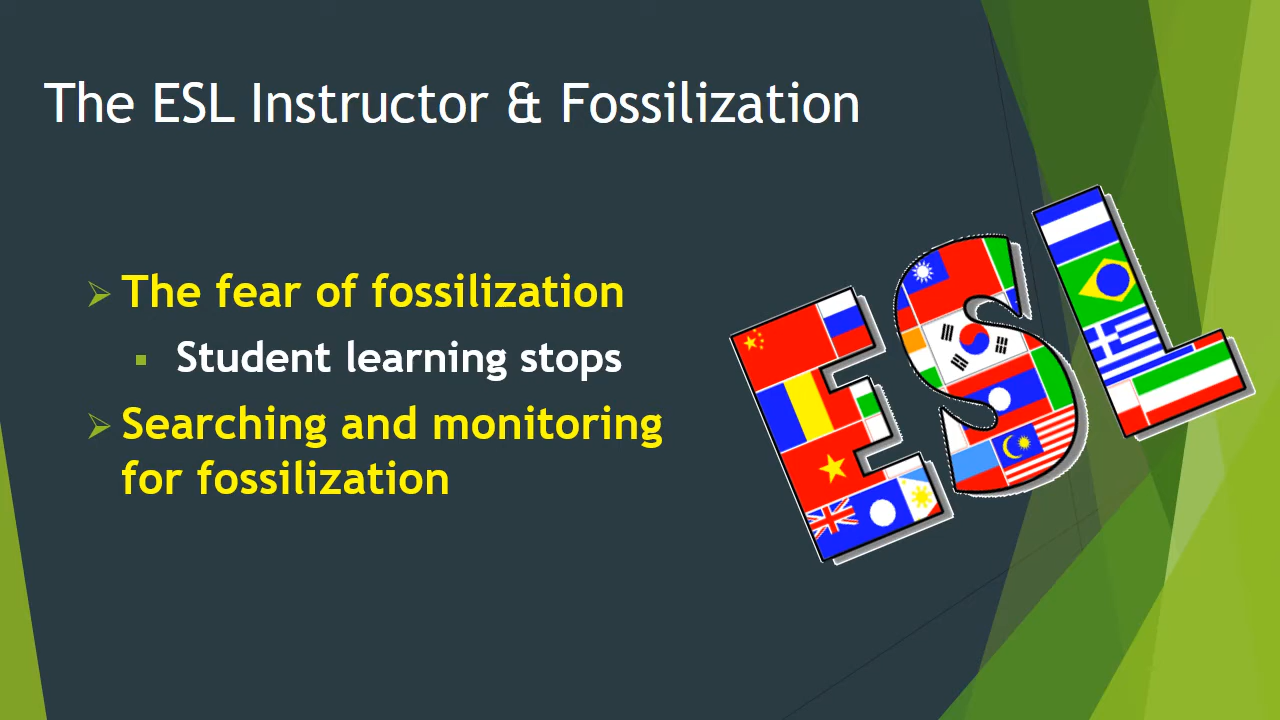 The ESL Instructor & Fossilization
The fear of fossilization
Student learning stops
Searching and monitoring
for fossilization
ESL